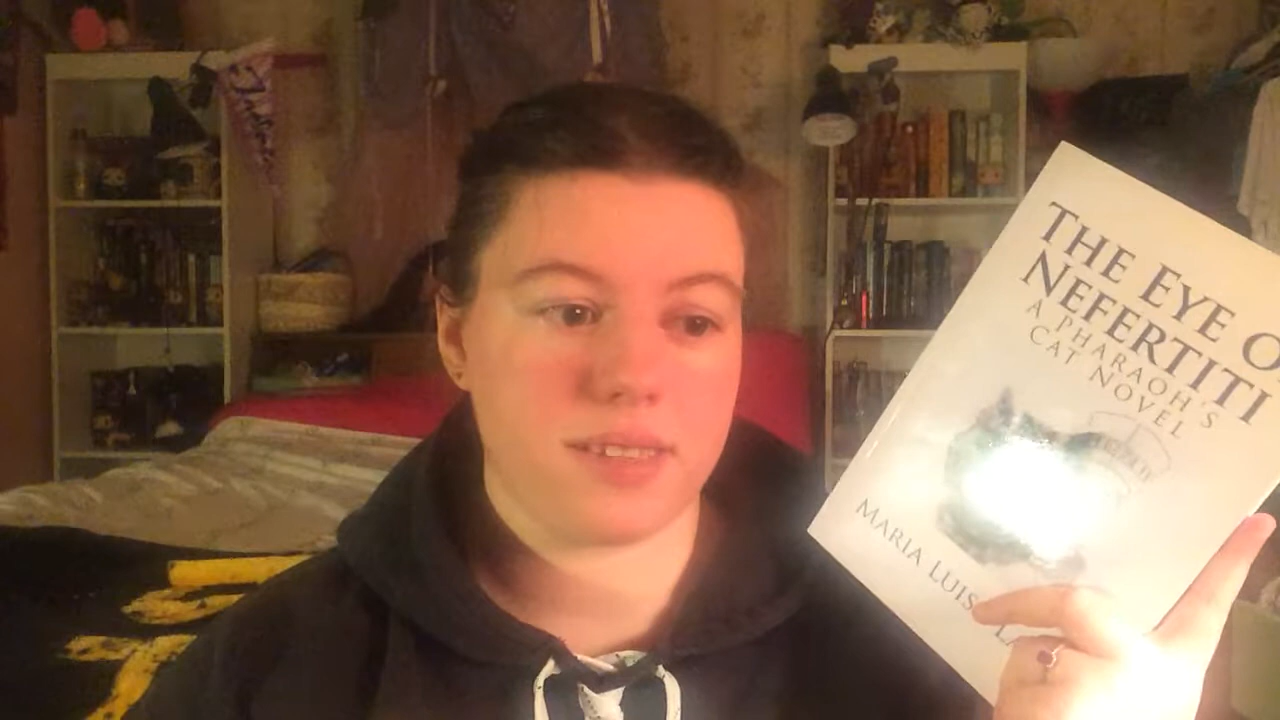 THE EYE O
NEFERTITI
A PHARAOH'S
CAT NOVEL
MARIA LUIS